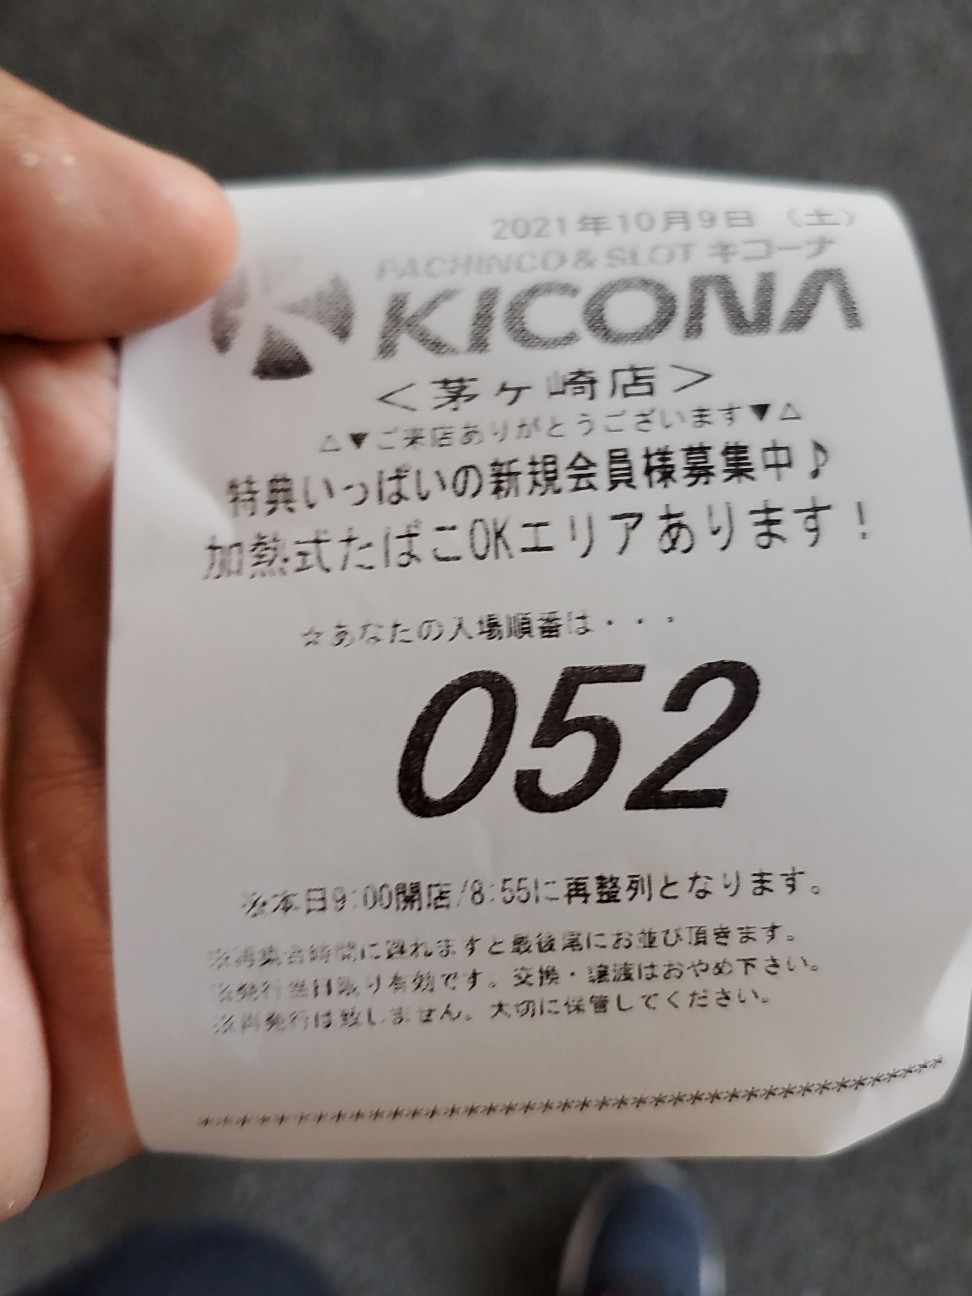 2021年10月9日 （土）
PACHINCO & SLOT キコーナ
KICONA
＜茅ヶ崎店＞
△▼ご来店ありがとうございます▼△
特典いっぱいの新規会員様募集中♪
加熱式たばこOKエリアあります！
☆あなたの入場順番は・・・
052
※本日9:00開店/8:55に再整列となります。
※再集合時間に遅れますと最後尾にお並び頂きます。
※発行当日限り有効です。交換・譲渡はおやめ下さい。
※再発行は致しません。大切に保管してください。
****************************************